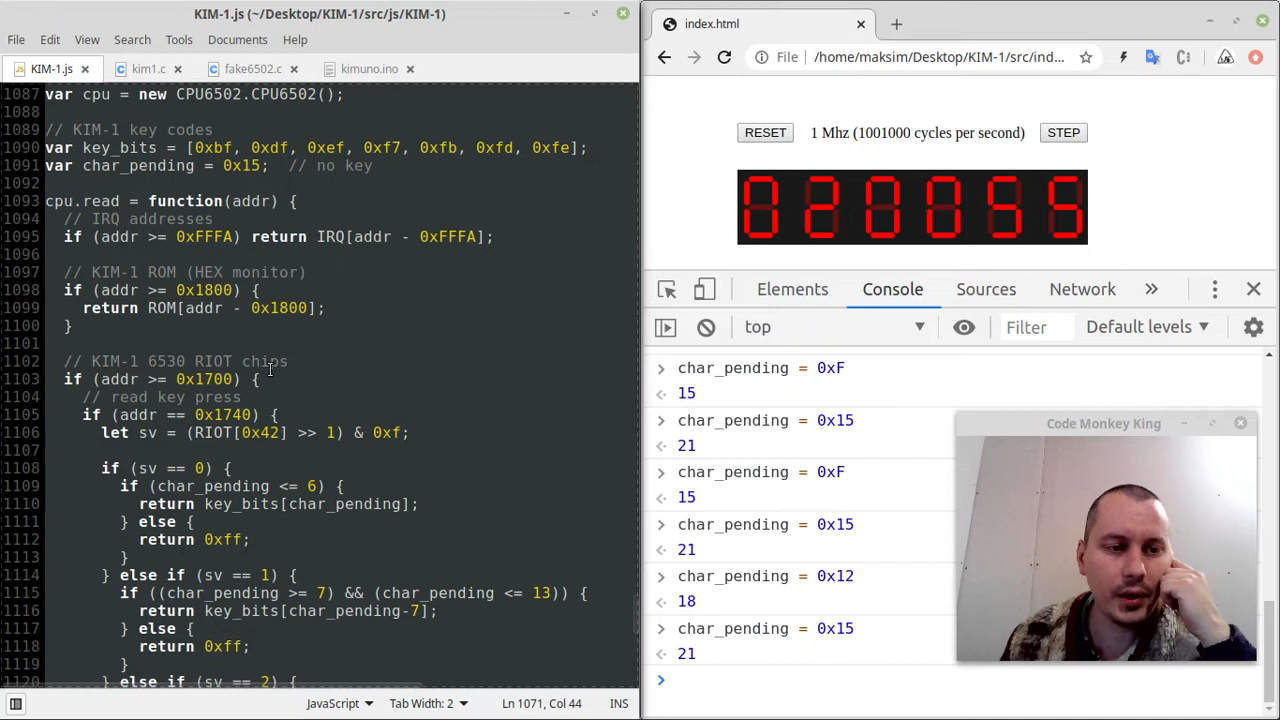 KIM-1.js (~/Desktop/KIM-1/src/js/KIM-1)
File Edit View Search Tools Documents Help
KIM-1.js kim1.c fake6502.c kimuno.ino
1087 var cpu = new CPU6502.CPU6502();
1088
1089 // KIM-1 key codes
1090 var key_bits = [0xbf, 0xdf, 0xef, 0xf7, 0xfb, 0xfd, 0xfe];
1091 var char_pending = 0x15;  // no key
1092
1093 cpu.read = function(addr) {
1094   // IRQ addresses
1095   if (addr >= 0xFFFA) return IRQ[addr - 0xFFFA];
1096
1097   // KIM-1 ROM (HEX monitor)
1098   if (addr >= 0x1800) {
1099     return ROM[addr - 0x1800];
1100   }
1101
1102   // KIM-1 6530 RIOT chips
1103   if (addr >= 0x1700) {
1104     // read key press
1105     if (addr == 0x1740) {
1106       let sv = (RIOT[0x42] >> 1) & 0xf;
1107
1108       if (sv == 0) {
1109         if (char_pending <= 6) {
1110           return key_bits[char_pending];
1111         } else {
1112           return 0xff;
1113         }
1114       } else if (sv == 1) {
1115         if ((char_pending >= 7) && (char_pending <= 13)) {
1116           return key_bits[char_pending-7];
1117         } else {
1118           return 0xff;
1119         }
1120       } else if (sv == 2) {
JavaScript Tab Width: 2 Ln 1071, Col 44 INS
index.html
File /home/maksim/Desktop/KIM-1/src/ind...
RESET 1 Mhz (1001000 cycles per second) STEP
020055
Elements Console Sources Network
top Filter Default levels
char_pending = 0xF
15
char_pending = 0x15
21
char_pending = 0xF
15
char_pending = 0x15
21
char_pending = 0x12
18
char_pending = 0x15
21
Code Monkey King